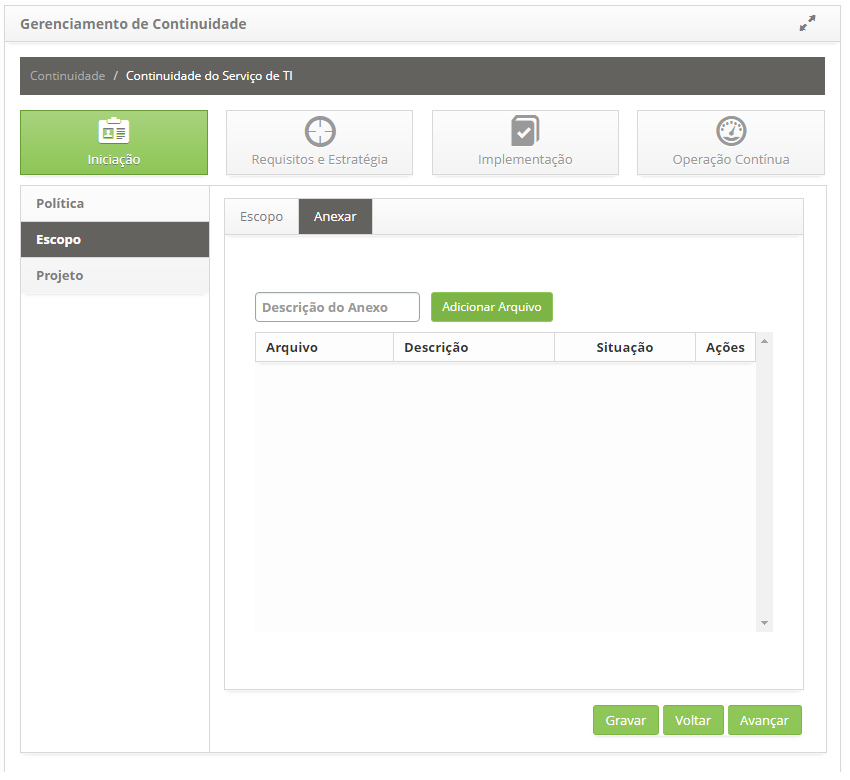 Gerenciamento de Continuidade
Continuidade / Continuidade do Serviço de TI
Iniciação
Requisitos e Estratégia
Implementação
Operação Contínua
Política
Escopo
Projeto
Escopo Anexar
Descrição do Anexo Adicionar Arquivo
Arquivo Descrição Situação Ações
Gravar Voltar Avançar